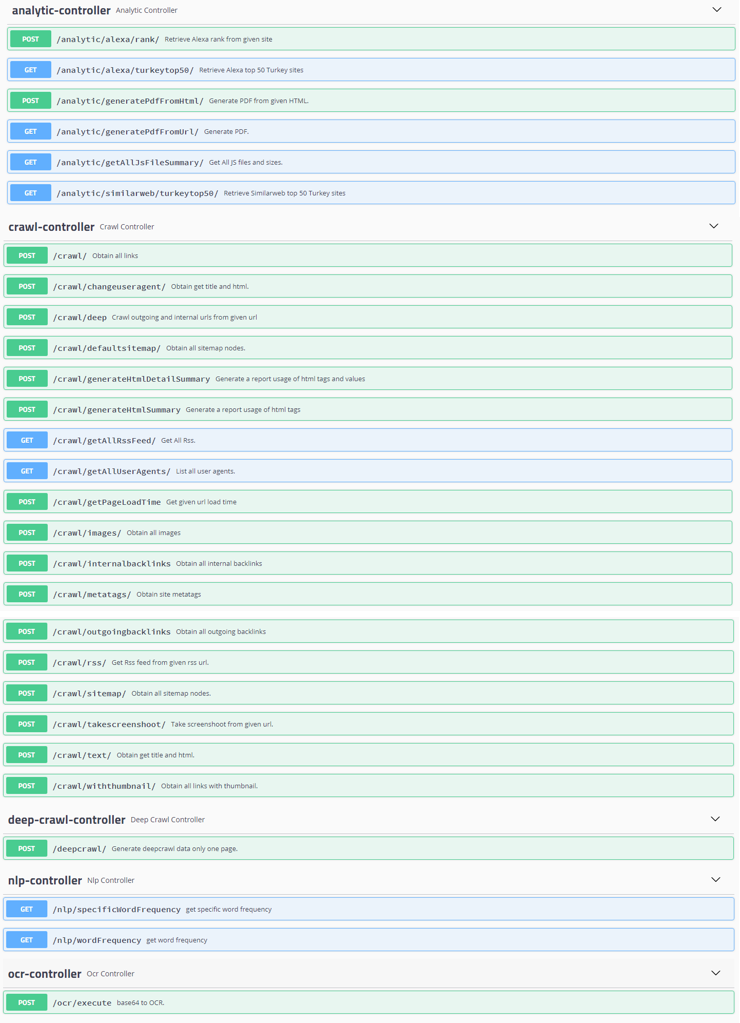 analytic-controller Analytic Controller
POST /analytic/alexa/rank/ Retrieve Alexa rank from given site
GET /analytic/alexa/turkeytop50/ Retrieve Alexa top 50 Turkey sites
POST /analytic/generatePdfFromHtml/ Generate PDF from given HTML.
GET /analytic/generatePdfFromUrl/ Generate PDF.
GET /analytic/getAllJsFileSummary/ Get All JS files and sizes.
GET /analytic/similarweb/turkeytop50/ Retrieve Similarweb top 50 Turkey sites
crawl-controller Crawl Controller
POST /crawl/ Obtain all links
POST /crawl/changeuseragent/ Obtain get title and html.
POST /crawl/deep Crawl outgoing and internal urls from given url
POST /crawl/defaultsitemap/ Obtain all sitemap nodes.
POST /crawl/generateHtmlDetailSummary Generate a report usage of html tags and values
POST /crawl/generateHtmlSummary Generate a report usage of html tags
GET /crawl/getAllRssFeed/ Get All Rss.
GET /crawl/getAllUserAgents/ List all user agents.
POST /crawl/getPageLoadTime Get given url load time
POST /crawl/images/ Obtain all images
POST /crawl/internalbacklinks Obtain all internal backlinks
POST /crawl/metatags/ Obtain site metatags
POST /crawl/outgoingbacklinks Obtain all outgoing backlinks
POST /crawl/rss/ Get Rss feed from given rss url.
POST /crawl/sitemap/ Obtain all sitemap nodes.
POST /crawl/takescreenshoot/ Take screenshoot from given url.
POST /crawl/text/ Obtain get title and html.
POST /crawl/withthumbnail/ Obtain all links with thumbnail.
deep-crawl-controller Deep Crawl Controller
POST /deepcrawl/ Generate deepcrawl data only one page.
nlp-controller Nlp Controller
GET /nlp/specificWordFrequency get specific word frequency
GET /nlp/wordFrequency get word frequency
ocr-controller Ocr Controller
POST /ocr/execute base64 to OCR.